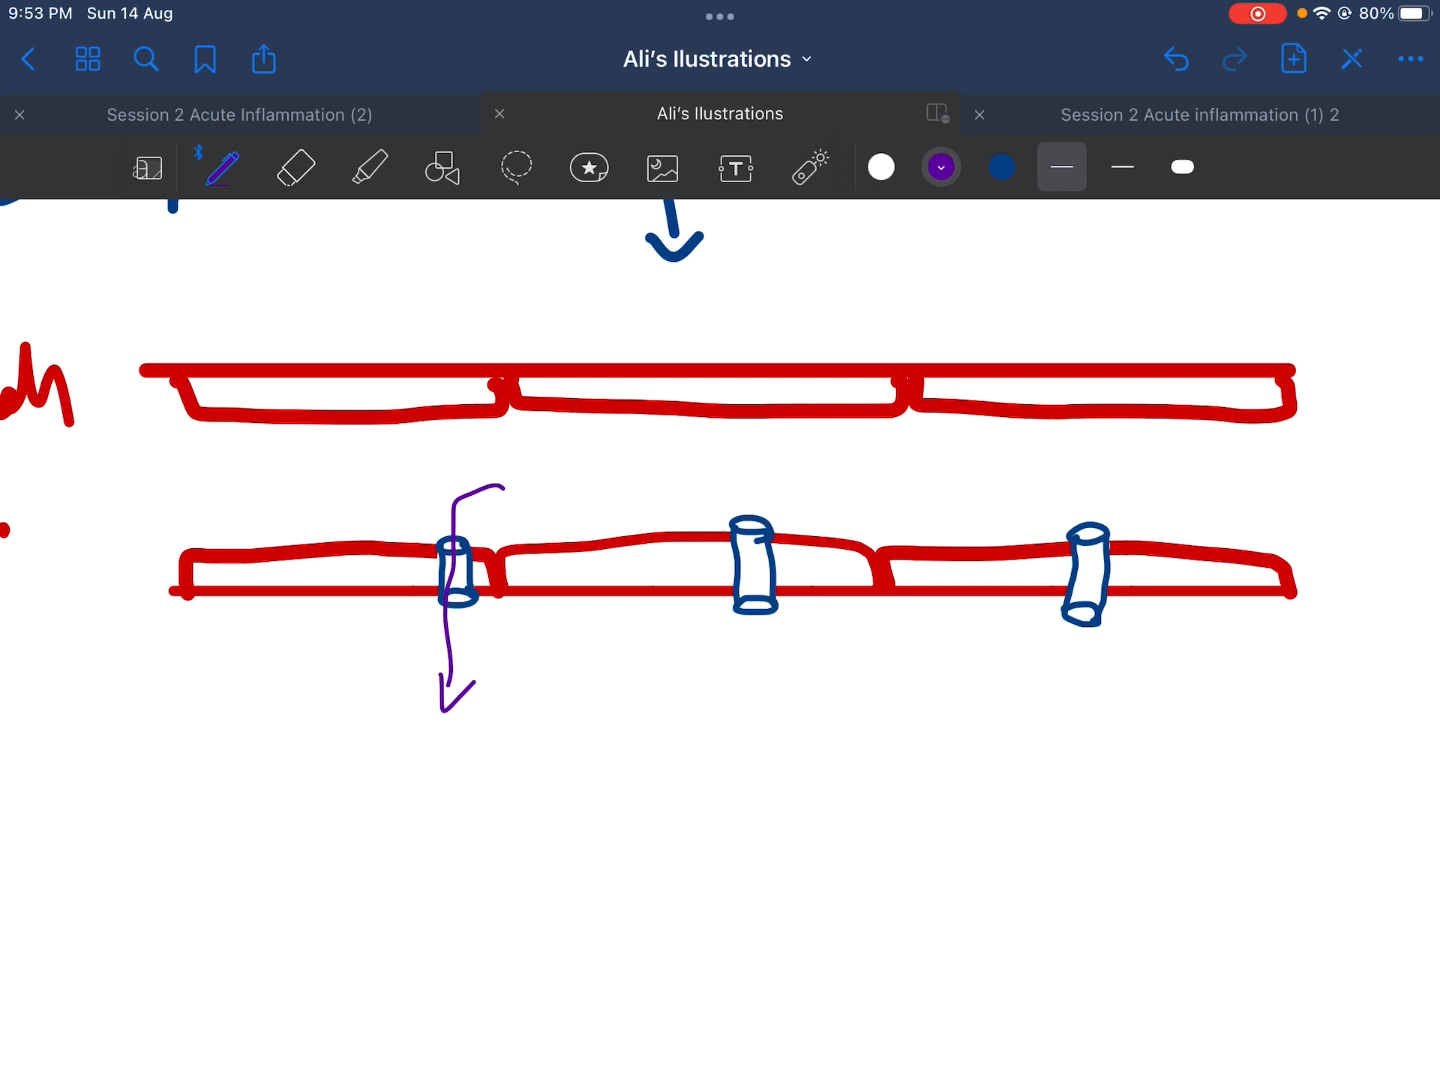 9:53 PM Sun 14 Aug 80%
Ali's Ilustrations
Session 2 Acute Inflammation (2) Ali's Ilustrations Session 2 Acute inflammation (1) 2